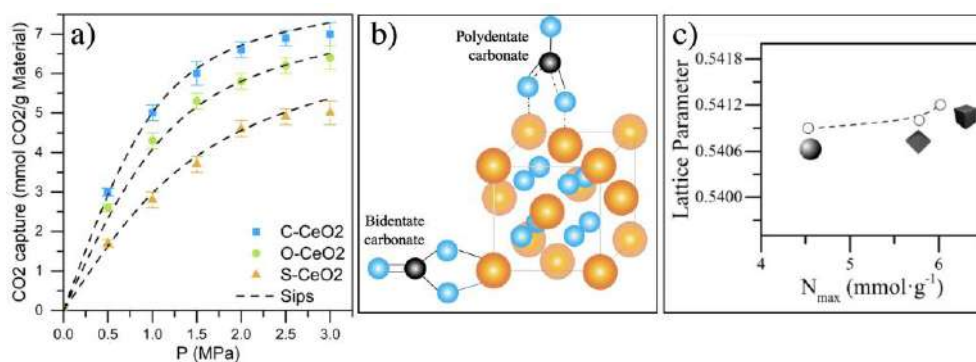 a)
CO2 capture (mmol CO2/g Material)
7
6
5
4
3
2
1
0
C-CeO2
O-CeO2
S-CeO2
Sips
0.0 0.5 1.0 1.5 2.0 2.5 3.0
P (MPa)
b)
Polydentate
carbonate
Bidentate
carbonate
c)
Lattice Parameter
0.5418
0.5412
0.5406
0.5400
4 5 6
Nmax (mmol·g-1)